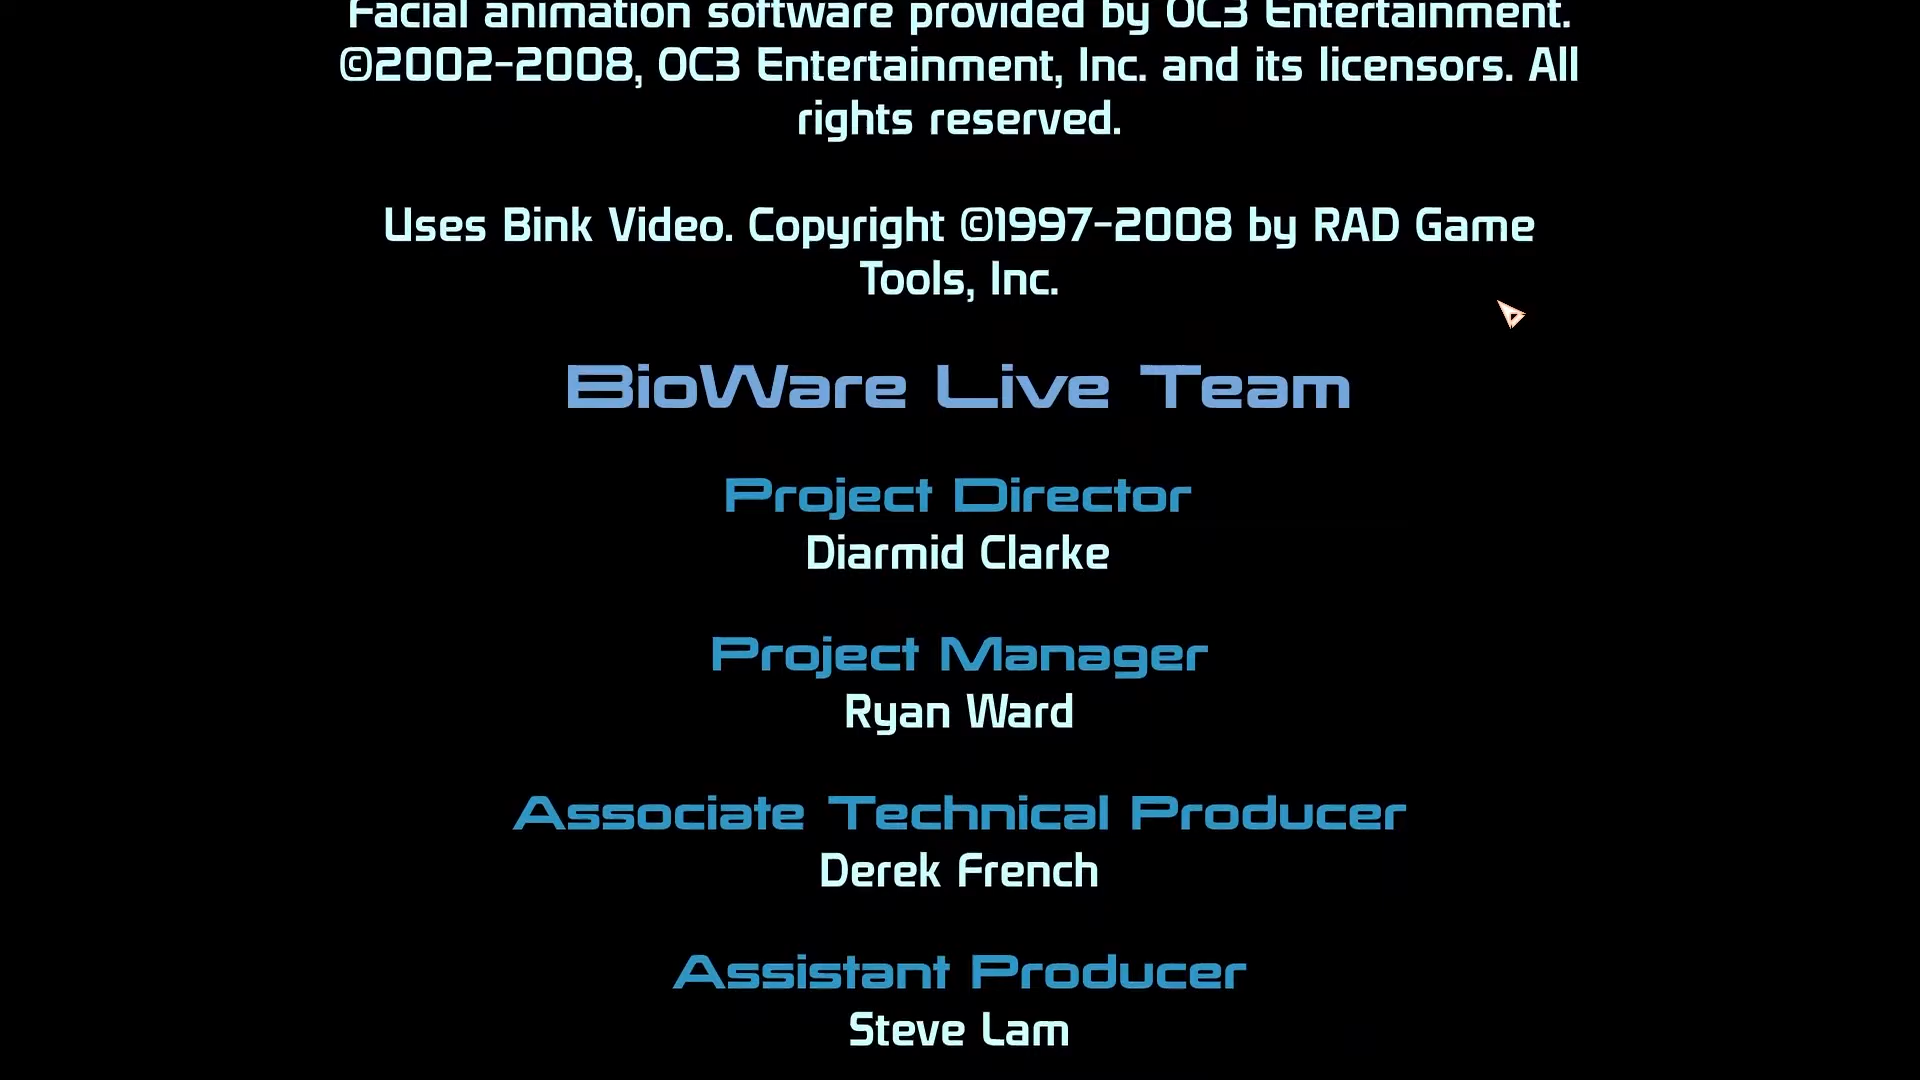 Facial animation software provided by OC3 Entertainment.
©2002-2008, OC3 Entertainment, Inc. and its licensors. All
rights reserved.
Uses Bink Video. Copyright ©1997-2008 by RAD Game
Tools, Inc.
BioWare Live Team
Project Director
Diarmid Clarke
Project Manager
Ryan Ward
Associate Technical Producer
Derek French
Assistant Producer
Steve Lam